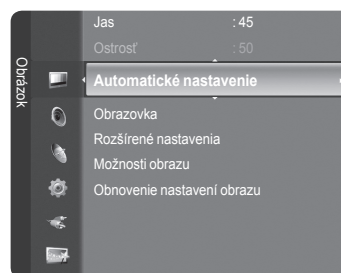 Obrázok
Jas : 45
Ostrosť : 50
Automatické nastavenie
Obrazovka
Rozšírené nastavenia
Možnosti obrazu
Obnovenie nastavení obrazu